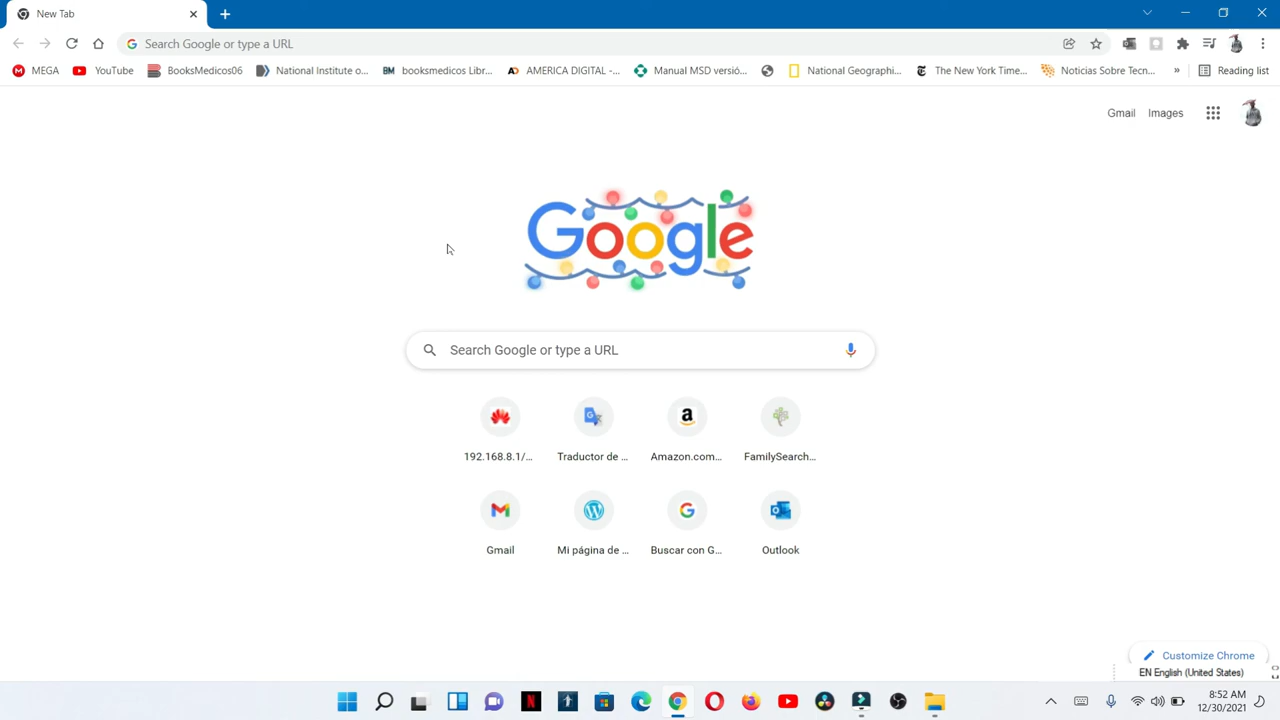 New Tab
Search Google or type a URL
MEGA YouTube BooksMedicos06 National Institute o... booksmedicos Libr... AMERICA DIGITAL -... Manual MSD versió... National Geographi... The New York Time... Noticias Sobre Tecn... » Reading list
Gmail Images
Google
Search Google or type a URL
192.168.8.1/... Traductor de ... Amazon.com... FamilySearch...
Gmail Mi página de ... Buscar con G... Outlook
Customize Chrome
EN English (United States)
8:52 AM
12/30/2021